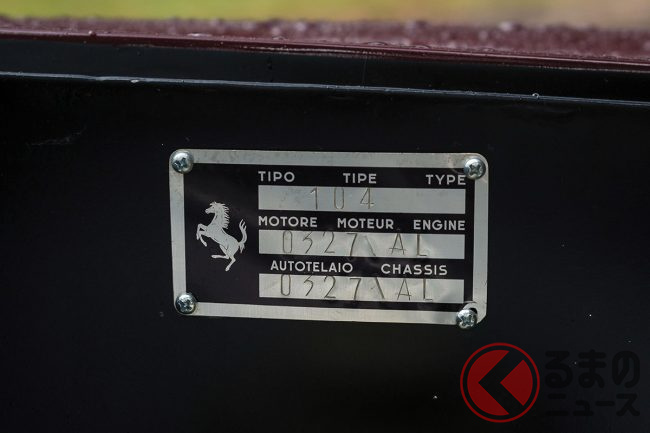 TIPO TIPE TYPE
104
MOTORE MOTEUR ENGINE
0327\AL
AUTOTELAIO CHASSIS
0327\AL
くるまの
ニュース